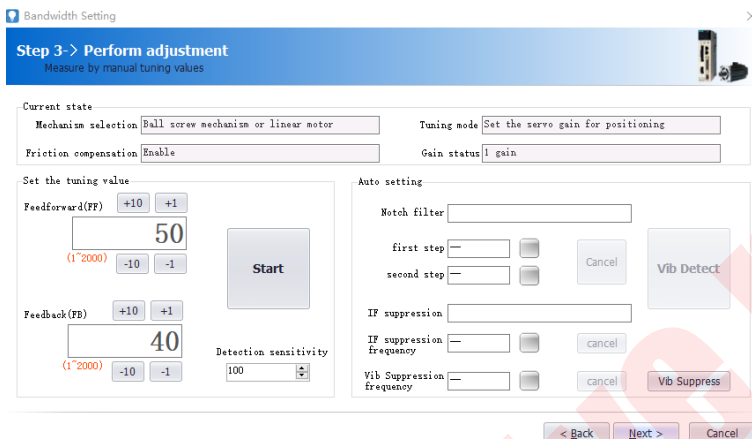 Bandwidth Setting
Step 3-> Perform adjustment
Measure by manual tuning values
Current state
Mechanism selection Ball screw mechanism or linear motor
Tuning mode Set the servo gain for positioning
Friction compensation Enable
Gain status 1 gain
Set the tuning value
Feedforward(FF) +10 +1
50
(1~2000) -10 -1
Start
Feedback(FB) +10 +1
40
(1~2000) -10 -1
Detection sensitivity
100
Auto setting
Notch filter
first step —
second step —
Cancel
Vib Detect
IF suppression
IF suppression
frequency —
cancel
Vib Suppression
frequency —
cancel
Vib Suppress
< Back Next > Cancel